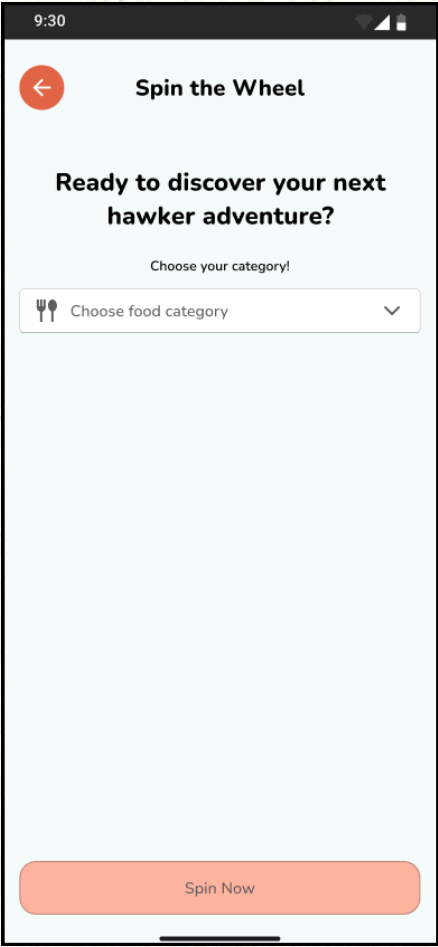 9:30
Spin the Wheel
Ready to discover your next
hawker adventure?
Choose your category!
Choose food category
Spin Now